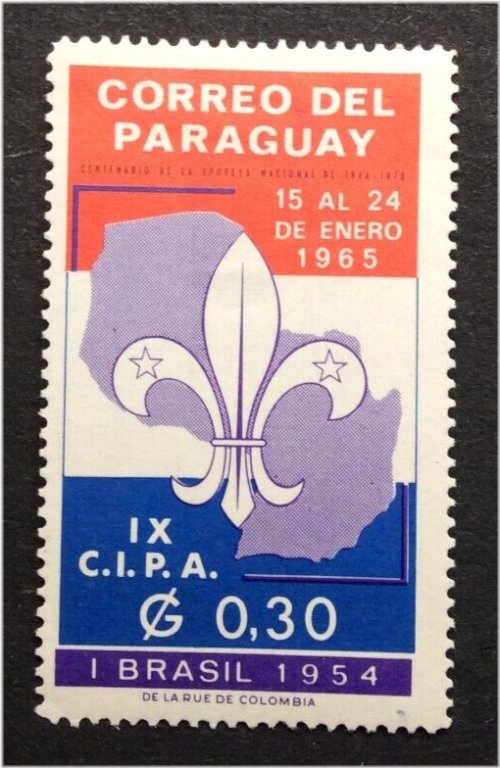 CORREO DEL
PARAGUAY
CENTENARIO DE LA EPOPEYA NACIONAL DE 1864-1870
15 AL 24
DE ENERO
1965
IX
C.I.P.A.
₲ 0,30
I BRASIL 1954
DE LA RUE DE COLOMBIA